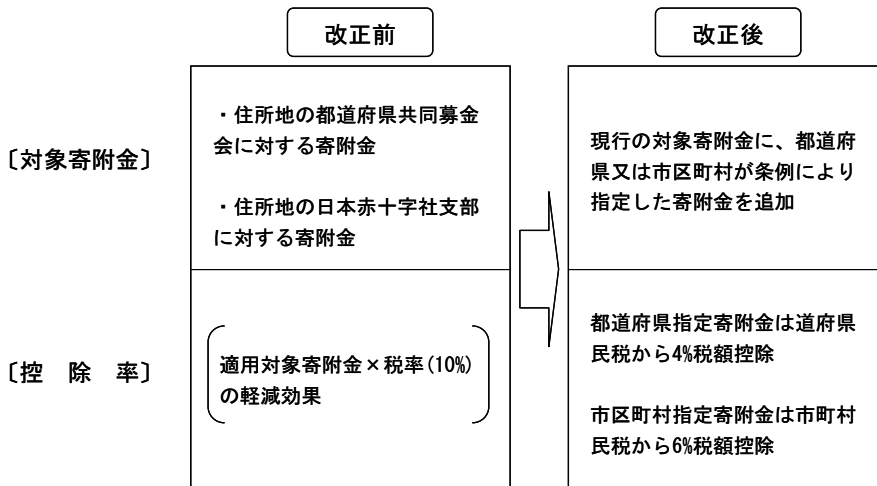 改正前
改正後
〔対象寄附金〕
・住所地の都道府県共同募金
会に対する寄附金
・住所地の日本赤十字社支部
に対する寄附金
現行の対象寄附金に、都道府
県又は市区町村が条例により
指定した寄附金を追加
〔控　除　率〕
適用対象寄附金×税率(10%)
の軽減効果
都道府県指定寄附金は道府県
民税から4%税額控除
市区町村指定寄附金は市町村
民税から6%税額控除